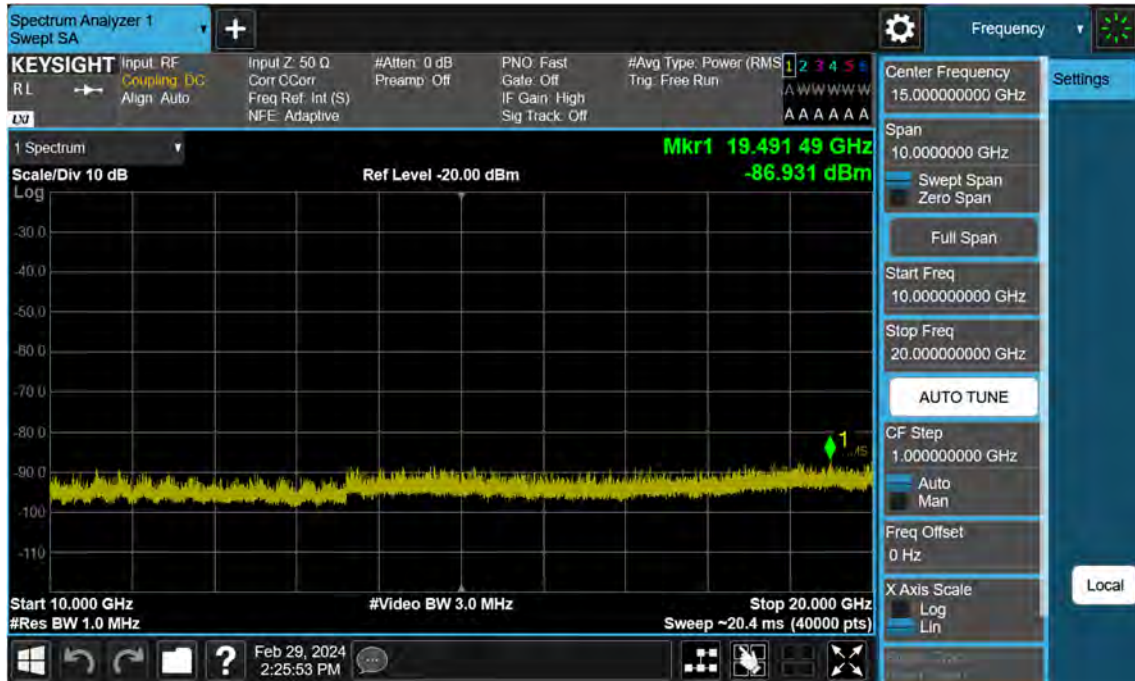 Spectrum Analyzer 1
Swept SA
+
Frequency
KEYSIGHT
RL
LXI
Input: RF
Coupling: DC
Align: Auto
Input Z: 50 Ω
Corr CCorr
Freq Ref: Int (S)
NFE: Adaptive
#Atten: 0 dB
Preamp: Off
PNO: Fast
Gate: Off
IF Gain: High
Sig Track: Off
#Avg Type: Power (RMS
Trig: Free Run
1 2 3 4 5 6
A W W W W W
A A A A A A
1 Spectrum
Mkr1 19.491 49 GHz
-86.931 dBm
Scale/Div 10 dB
Ref Level -20.00 dBm
Log
-30.0
-40.0
-50.0
-60.0
-70.0
-80.0
-90.0
-100
-110
1
Start 10.000 GHz
#Video BW 3.0 MHz
Stop 20.000 GHz
#Res BW 1.0 MHz
Sweep ~20.4 ms (40000 pts)
Center Frequency
15.000000000 GHz
Span
10.0000000 GHz
Swept Span
Zero Span
Full Span
Start Freq
10.000000000 GHz
Stop Freq
20.000000000 GHz
AUTO TUNE
CF Step
1.000000000 GHz
Auto
Man
Freq Offset
0 Hz
X Axis Scale
Log
Lin
Settings
Local
?
Feb 29, 2024
2:25:53 PM